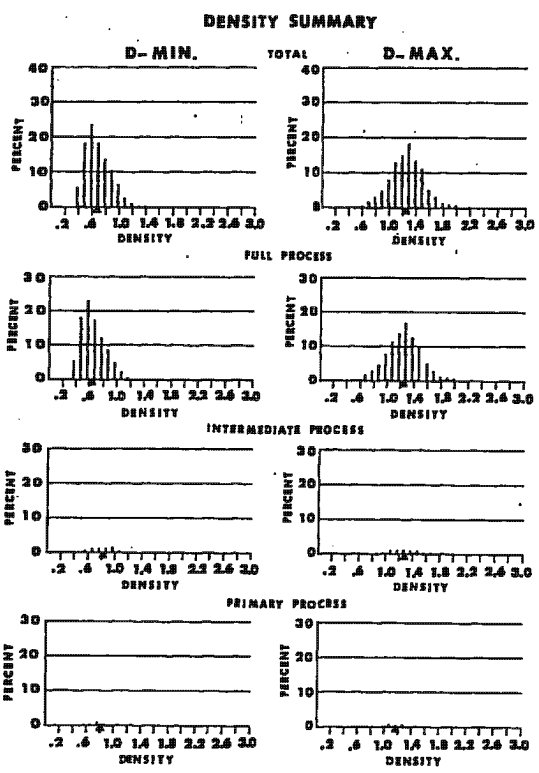 DENSITY SUMMARY
D-MIN. TOTAL D-MAX.
40
30
20
10
0
PERCENT
.2 .6 1.0 1.4 1.8 2.2 2.6 3.0
DENSITY
40
30
20
10
0
PERCENT
.2 .6 1.0 1.4 1.8 2.2 2.6 3.0
DENSITY
FULL PROCESS
30
20
10
0
PERCENT
.2 .6 1.0 1.4 1.8 2.2 2.6 3.0
DENSITY
30
20
10
0
PERCENT
.2 .6 1.0 1.4 1.8 2.2 2.6 3.0
DENSITY
INTERMEDIATE PROCESS
30
20
10
0
PERCENT
.2 .6 1.0 1.4 1.8 2.2 2.6 3.0
DENSITY
30
20
10
0
PERCENT
.2 .6 1.0 1.4 1.8 2.2 2.6 3.0
DENSITY
PRIMARY PROCESS
30
20
10
0
PERCENT
.2 .6 1.0 1.4 1.8 2.2 2.6 3.0
DENSITY
30
20
10
0
PERCENT
.2 .6 1.0 1.4 1.8 2.2 2.6 3.0
DENSITY